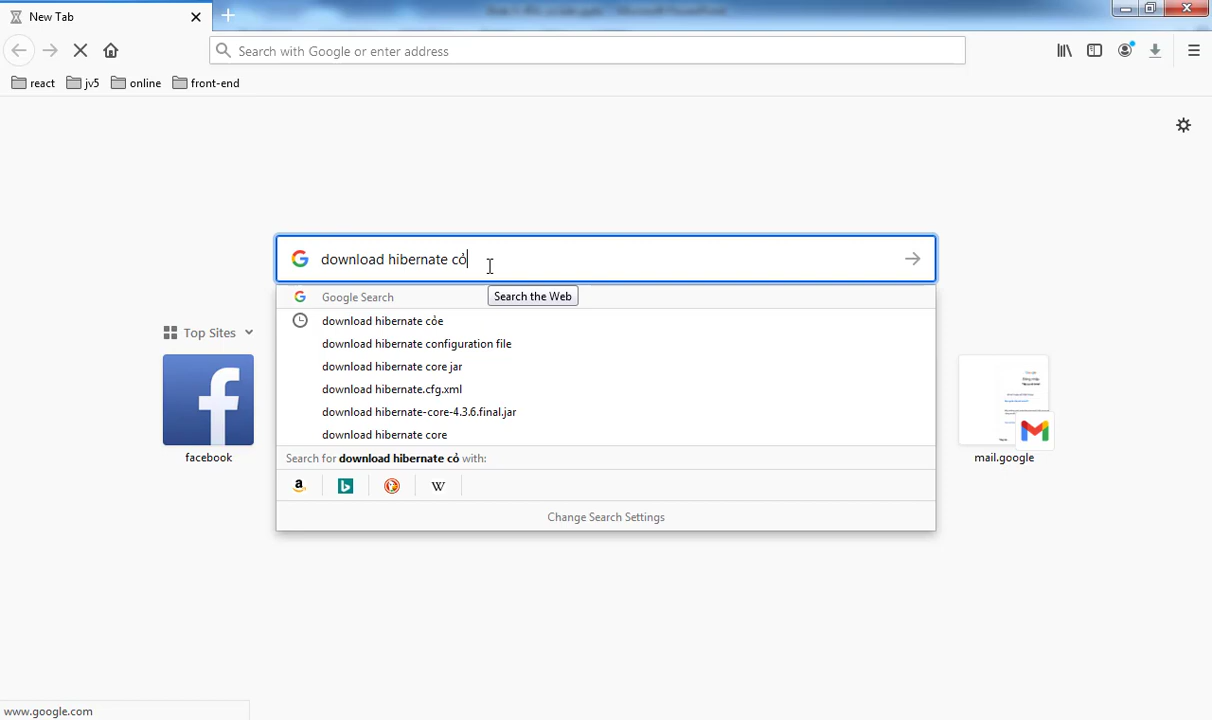 New Tab
Search with Google or enter address
react
jv5
online
front-end
download hibernate cỏ
Google Search
Search the Web
download hibernate cỏe
download hibernate configuration file
download hibernate core jar
download hibernate.cfg.xml
download hibernate-core-4.3.6.final.jar
download hibernate core
Search for download hibernate cỏ with:
Change Search Settings
Top Sites
facebook
mail.google
www.google.com